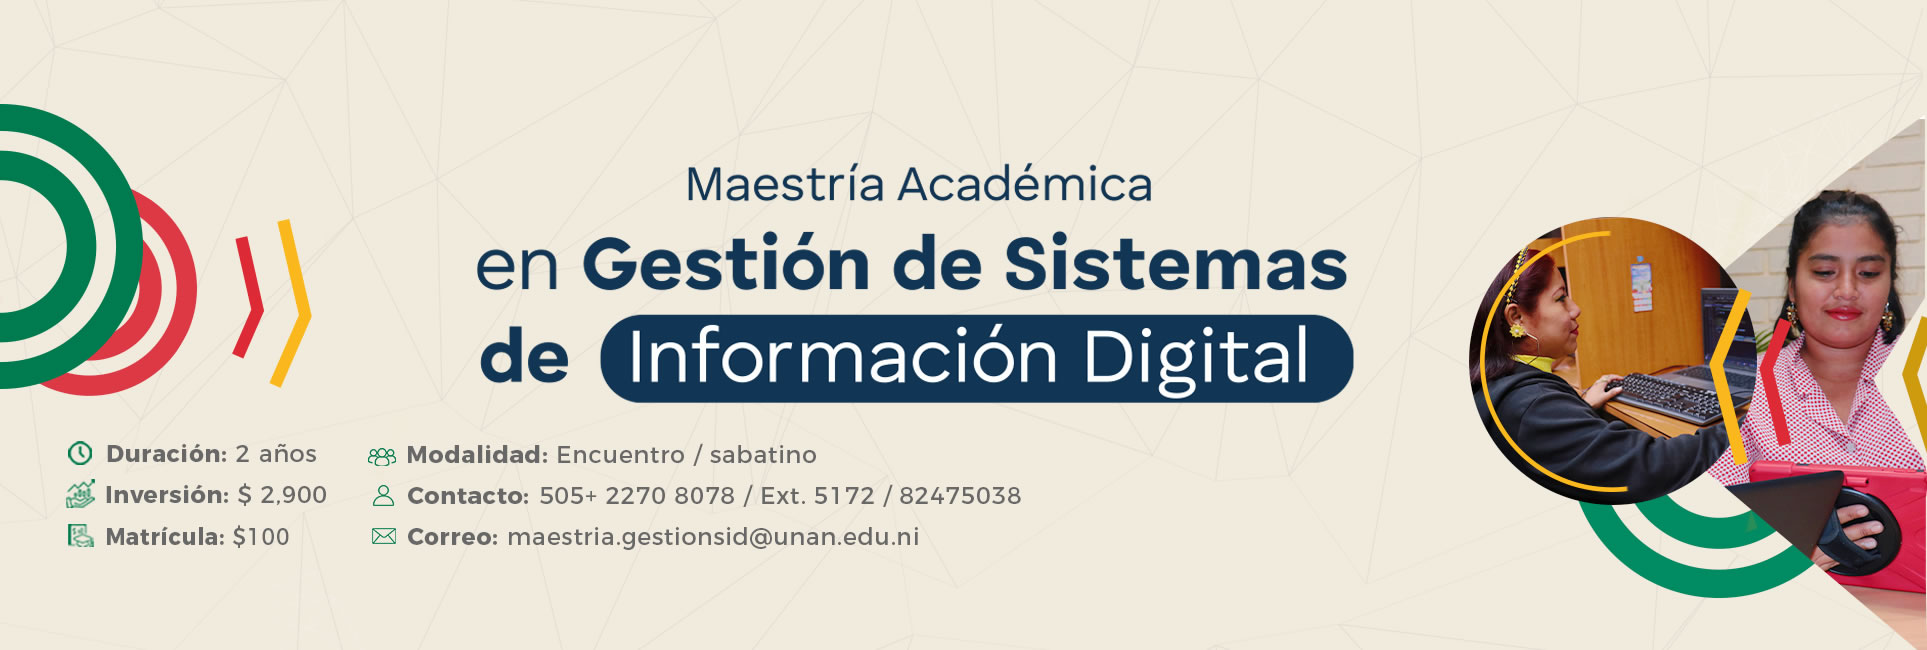 Maestría Académica
en Gestión de Sistemas
de Información Digital
Duración: 2 años
Inversión: $ 2,900
Matrícula: $100
Modalidad: Encuentro / sabatino
Contacto: 505+ 2270 8078 / Ext. 5172 / 82475038
Correo: maestria.gestionsid@unan.edu.ni